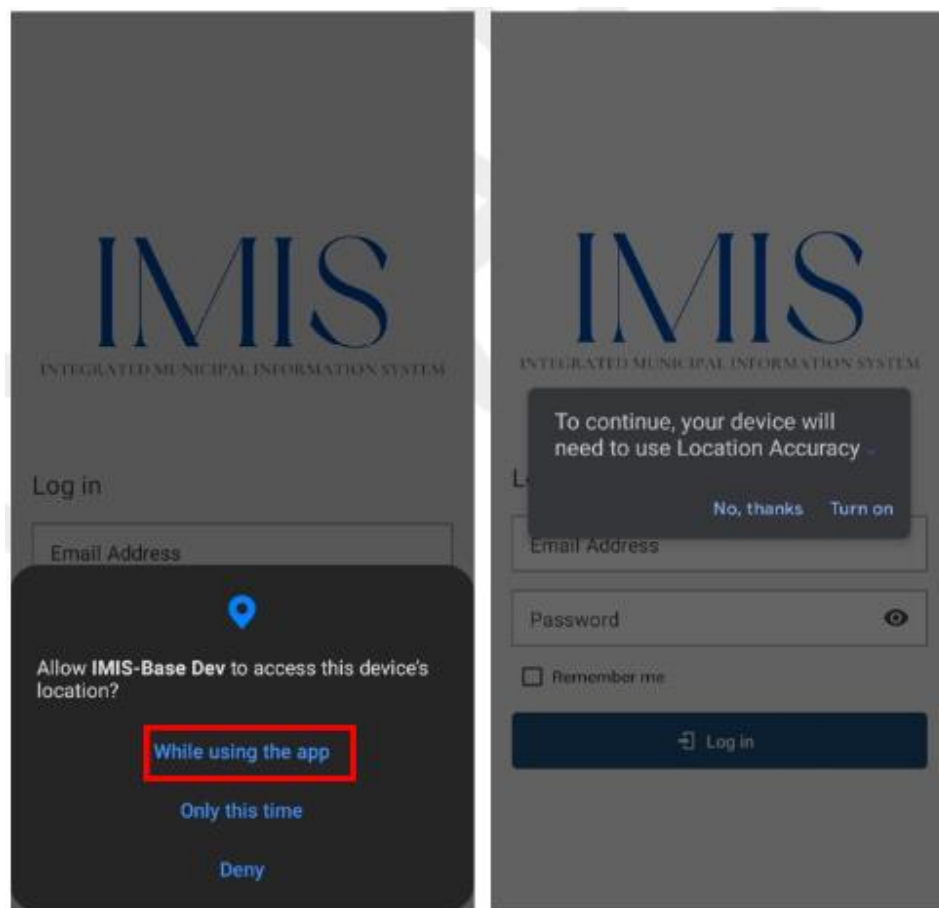 IMIS
INTEGRATED MUNICIPAL INFORMATION SYSTEM
Log in
Email Address
Allow IMIS-Base Dev to access this device's
location?
While using the app
Only this time
Deny
IMIS
INTEGRATED MUNICIPAL INFORMATION SYSTEM
To continue, your device will
need to use Location Accuracy
No, thanks Turn on
L
Email Address
Password
Remember me
Log in